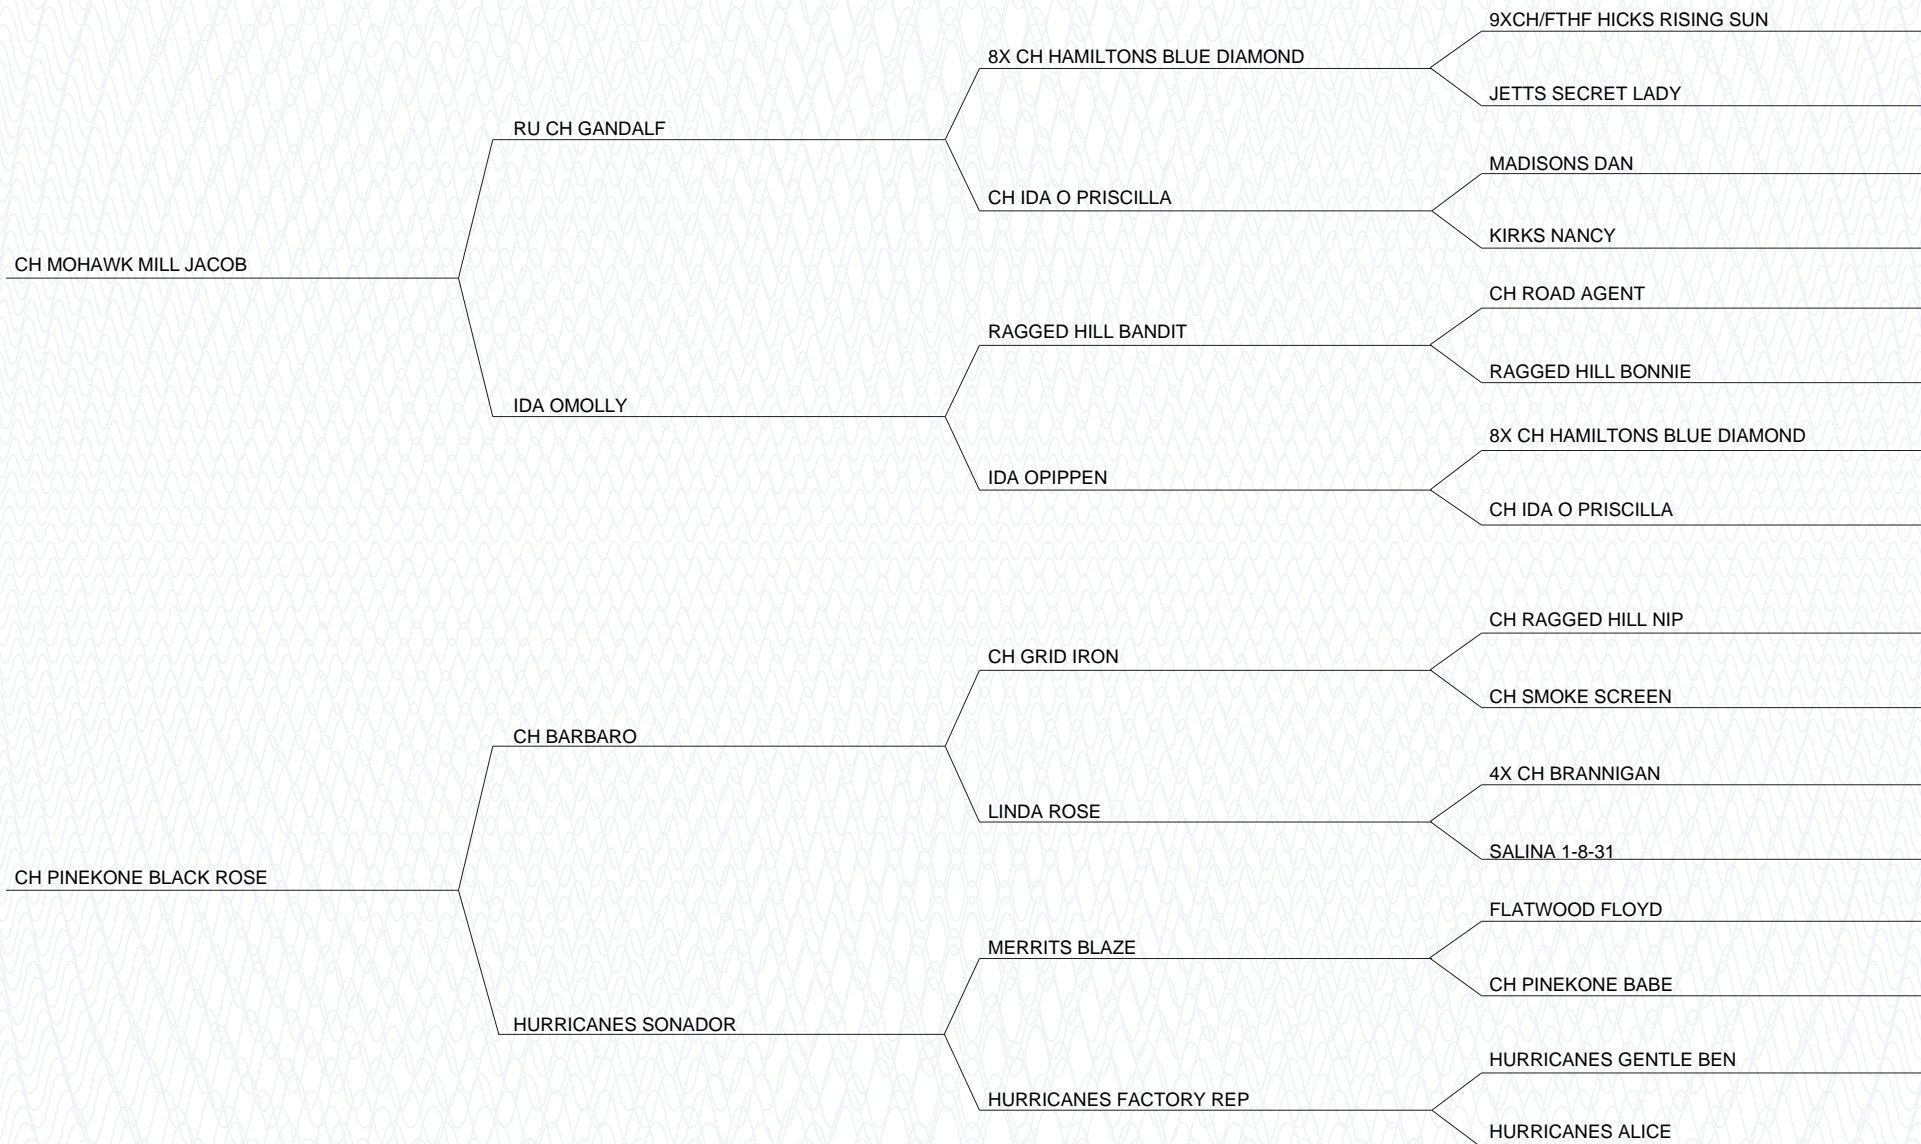 9XCH/FTHF HICKS RISING SUN
8X CH HAMILTONS BLUE DIAMOND
JETTS SECRET LADY
RU CH GANDALF
MADISONS DAN
CH IDA O PRISCILLA
KIRKS NANCY
CH MOHAWK MILL JACOB
CH ROAD AGENT
RAGGED HILL BANDIT
RAGGED HILL BONNIE
IDA OMOLLY
8X CH HAMILTONS BLUE DIAMOND
IDA OPIPPEN
CH IDA O PRISCILLA
CH RAGGED HILL NIP
CH GRID IRON
CH SMOKE SCREEN
CH BARBARO
4X CH BRANNIGAN
LINDA ROSE
SALINA 1-8-31
CH PINEKONE BLACK ROSE
FLATWOOD FLOYD
MERRITS BLAZE
CH PINEKONE BABE
HURRICANES SONADOR
HURRICANES GENTLE BEN
HURRICANES FACTORY REP
HURRICANES ALICE